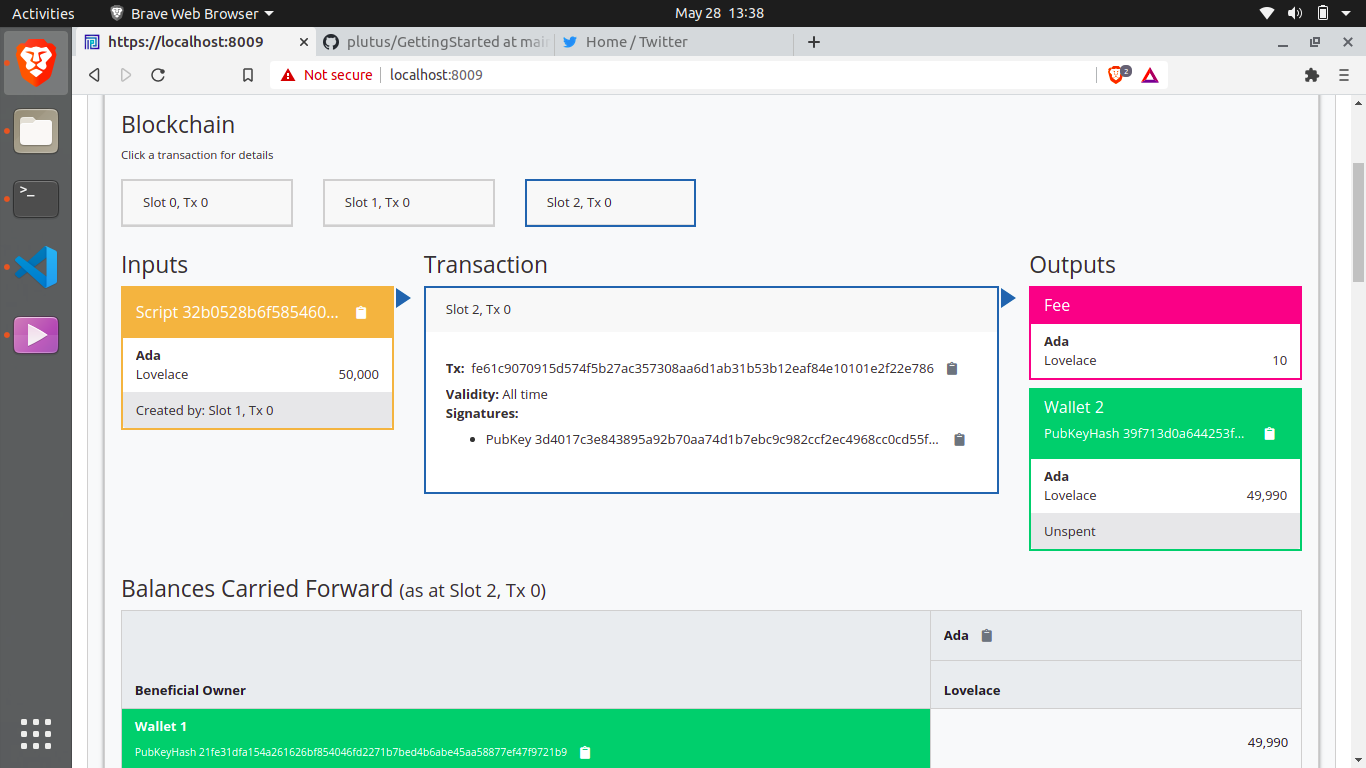 Activities
Brave Web Browser
May 28 13:38
https://localhost:8009
plutus/GettingStarted at mai
Home / Twitter
Not secure
localhost:8009
2
Blockchain
Click a transaction for details
Slot 0, Tx 0
Slot 1, Tx 0
Slot 2, Tx 0
Inputs
Script 32b0528b6f585460...
Ada
Lovelace 50,000
Created by: Slot 1, Tx 0
Transaction
Slot 2, Tx 0
Tx: fe61c9070915d574f5b27ac357308aa6d1ab31b53b12eaf84e10101e2f22e786
Validity: All time
Signatures:
PubKey 3d4017c3e843895a92b70aa74d1b7ebc9c982ccf2ec4968cc0cd55f...
Outputs
Fee
Ada
Lovelace 10
Wallet 2
PubKeyHash 39f713d0a644253f...
Ada
Lovelace 49,990
Unspent
Balances Carried Forward (as at Slot 2, Tx 0)
Beneficial Owner
Ada
Lovelace
Wallet 1
PubKeyHash 21fe31dfa154a261626bf854046fd2271b7bed4b6abe45aa58877ef47f9721b9
49,990